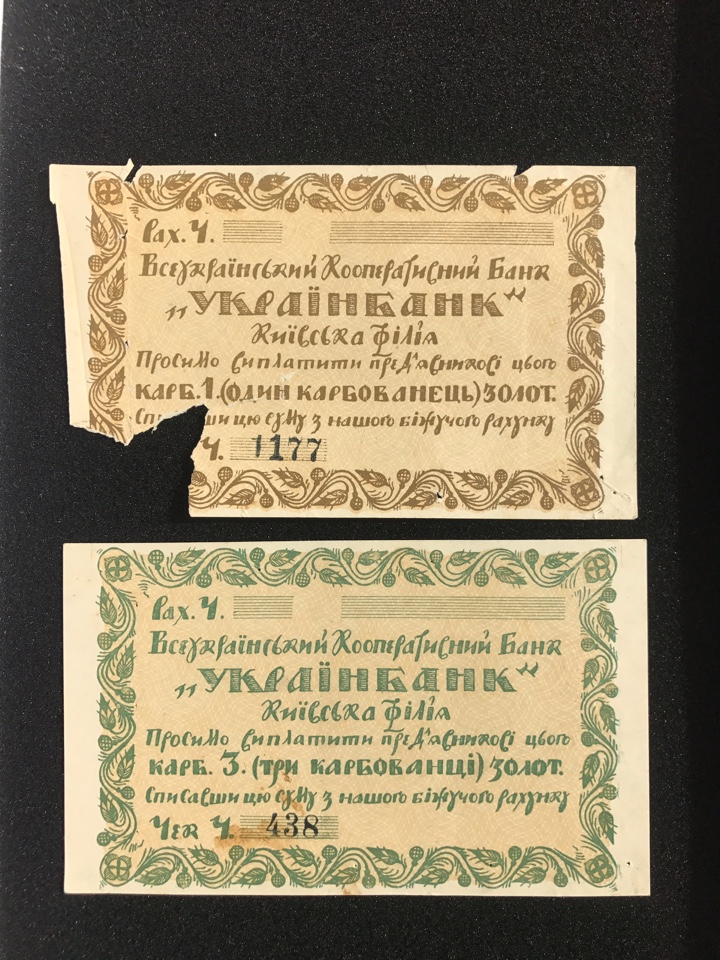 Рах. Ч.
Всеукраїнський Кооперативний Банк
„УКРАЇНБАНК“
Київська філія
Просимо виплатити пред'явникові цього
КАРБ. 1. (ОДИН КАРБОВАНЕЦЬ) ЗОЛОТ.
Списавши цю суму з нашого біжучого рахунку
Ч. 1177
Рах. Ч.
Всеукраїнський Кооперативний Банк
„УКРАЇНБАНК“
Київська філія
Просимо виплатити пред'явникові цього
КАРБ. 3. (ТРИ КАРБОВАНЦІ) ЗОЛОТ.
Списавши цю суму з нашого біжучого рахунку
Чек Ч. 438